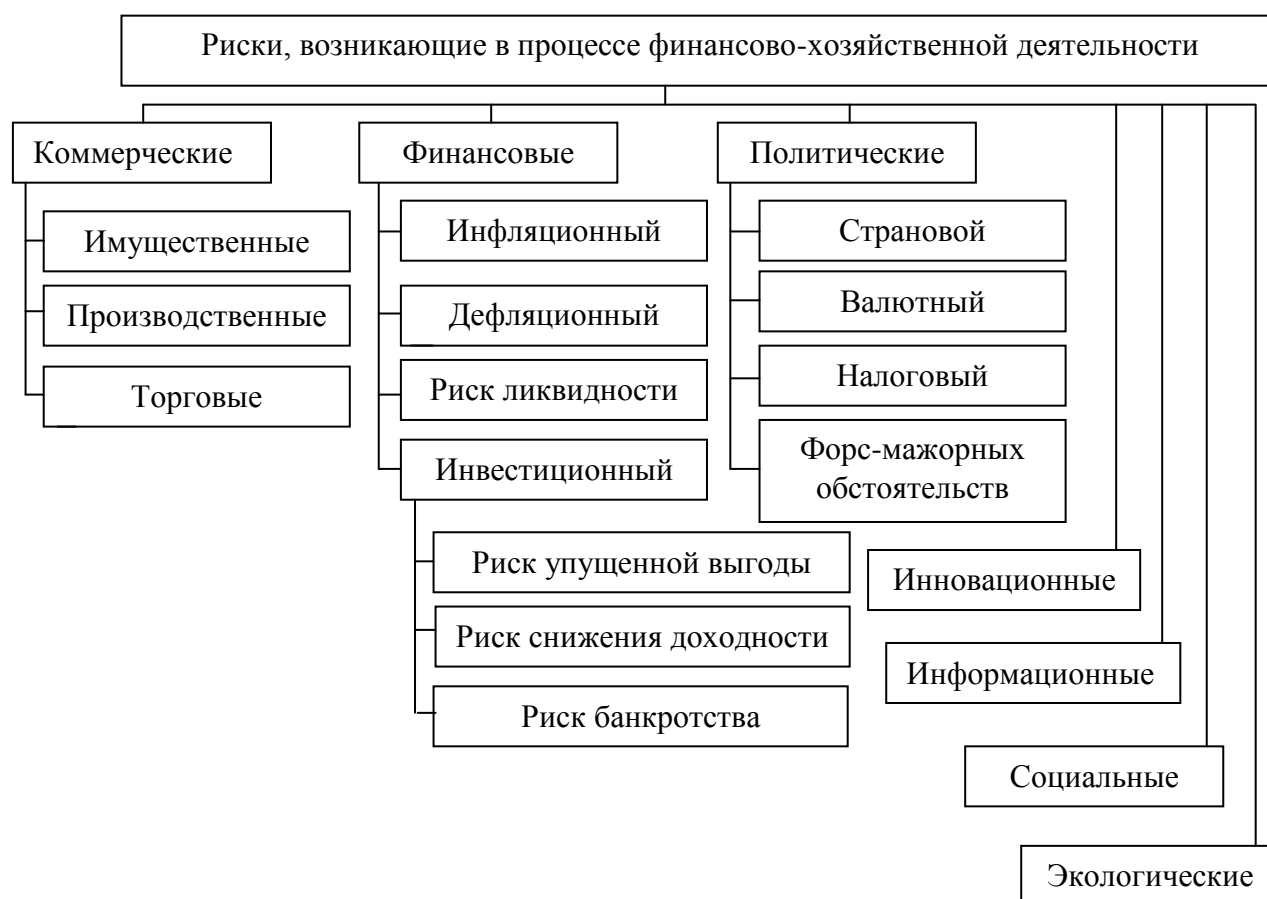 Риски, возникающие в процессе финансово-хозяйственной деятельности
Коммерческие
Имущественные
Производственные
Торговые
Финансовые
Инфляционный
Дефляционный
Риск ликвидности
Инвестиционный
Риск упущенной выгоды
Риск снижения доходности
Риск банкротства
Политические
Страновой
Валютный
Налоговый
Форс-мажорных
обстоятельств
Инновационные
Информационные
Социальные
Экологические